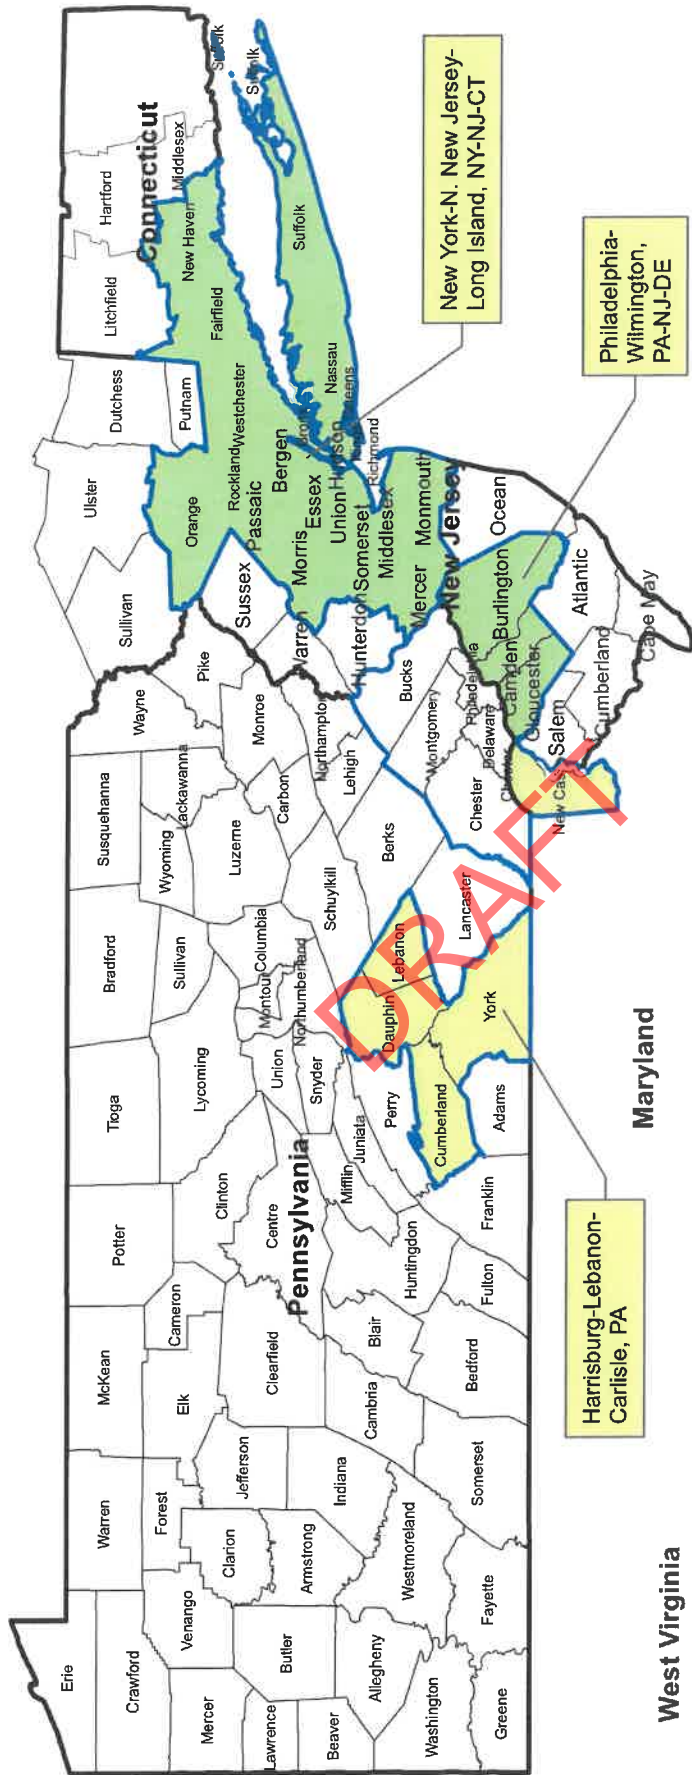 Connecticut
Hartford
Middlesex
Litchfield
New Haven
Fairfield
Suffolk
Suffolk
Suffolk
Nassau
Queens
Richmond
Dutchess
Putnam
Ulster
Orange
Sullivan
Rockland
Westchester
Passaic
Bergen
Essex
Hudson
Union
Morris
Somerset
Middlesex
Monmouth
Mercer
New Jersey
Sussex
Warren
Hunterdon
Ocean
Burlington
Camden
Gloucester
Atlantic
Salem
Cumberland
Cape May
New York-N. New Jersey-
Long Island, NY-NJ-CT
Philadelphia-
Wilmington,
PA-NJ-DE
Wayne
Pike
Monroe
Susquehanna
Lackawanna
Wyoming
Luzerne
Carbon
Northampton
Lehigh
Bucks
Montgomery
Philadelphia
Delaware
Chester
Berks
Schuylkill
Lancaster
Bradford
Sullivan
Columbia
Montour
Northumberland
Lebanon
Dauphin
York
Tioga
Lycoming
Union
Snyder
Juniata
Perry
Cumberland
Adams
Mifflin
Potter
Clinton
Centre
Pennsylvania
Huntingdon
Franklin
Fulton
McKean
Cameron
Elk
Clearfield
Blair
Cambria
Bedford
Warren
Forest
Jefferson
Clarion
Indiana
Armstrong
Westmoreland
Somerset
Fayette
Erie
Crawford
Venango
Mercer
Butler
Lawrence
Beaver
Allegheny
Washington
Greene
Harrisburg-Lebanon-
Carlisle, PA
Maryland
West Virginia
DRAFT